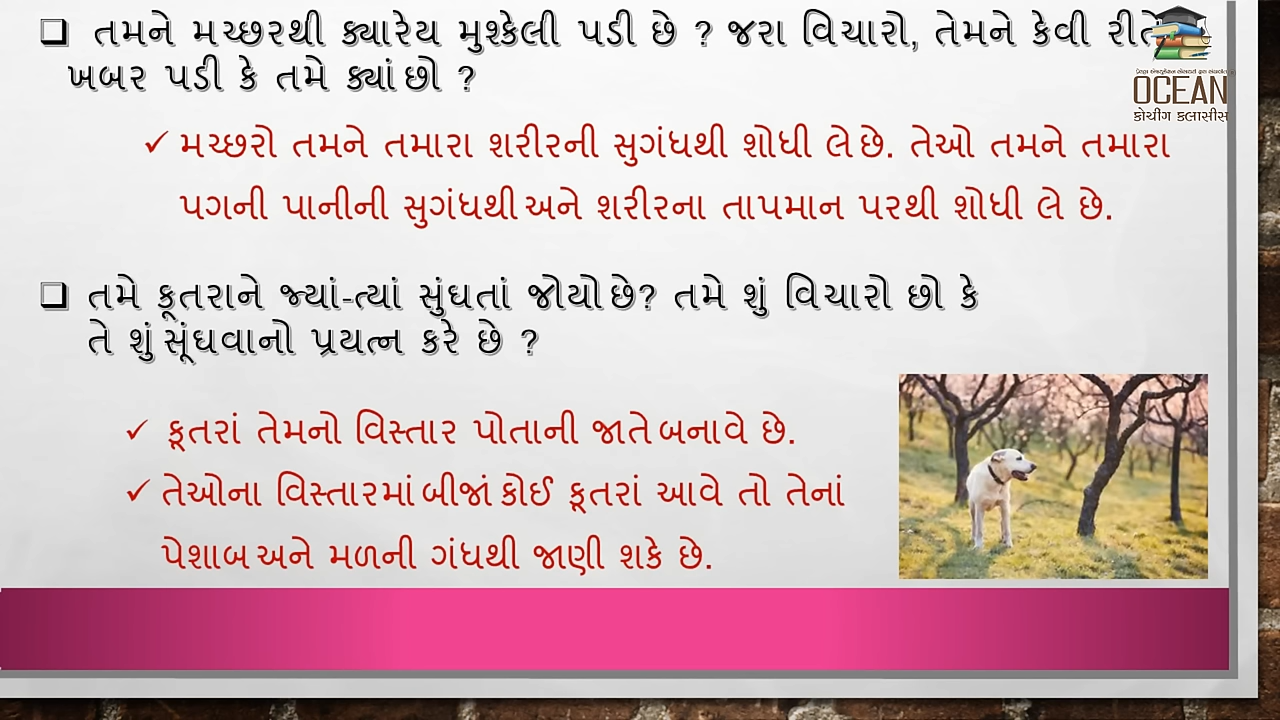 ❑ તમને મચ્છરથી ક્યારેય મુશ્કેલી પડી છે ? જરા વિચારો, તેમને કેવી રીતે
ખબર પડી કે તમે ક્યાં છો ?
OCEAN
કોચીંગ કલાસીસ
✓ મચ્છરો તમને તમારા શરીરની સુગંધથી શોધી લે છે. તેઓ તમને તમારા
પગની પાનીની સુગંધથી અને શરીરના તાપમાન પરથી શોધી લે છે.
❑ તમે કૂતરાને જ્યાં-ત્યાં સુંઘતાં જોયો છે? તમે શું વિચારો છો કે
તે શું સૂંઘવાનો પ્રયત્ન કરે છે ?
✓ કૂતરાં તેમનો વિસ્તાર પોતાની જાતે બનાવે છે.
✓ તેઓના વિસ્તારમાં બીજાં કોઈ કૂતરાં આવે તો તેનાં
પેશાબ અને મળની ગંધથી જાણી શકે છે.